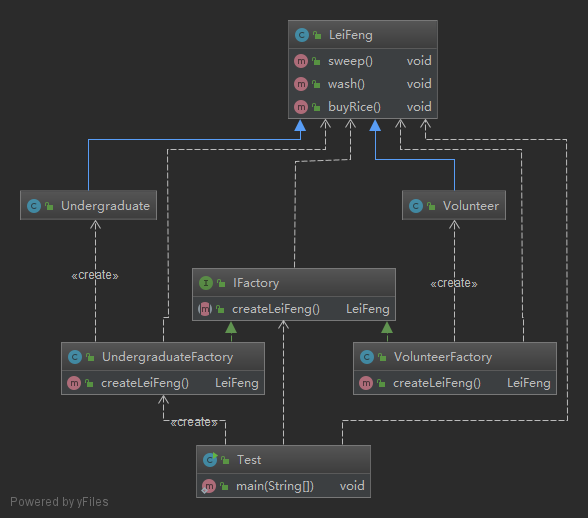 LeiFeng
sweep() void
wash() void
buyRice() void
Undergraduate
Volunteer
«create»
«create»
IFactory
createLeiFeng() LeiFeng
UndergraduateFactory
createLeiFeng() LeiFeng
VolunteerFactory
createLeiFeng() LeiFeng
«create»
Test
main(String[]) void
Powered by yFiles